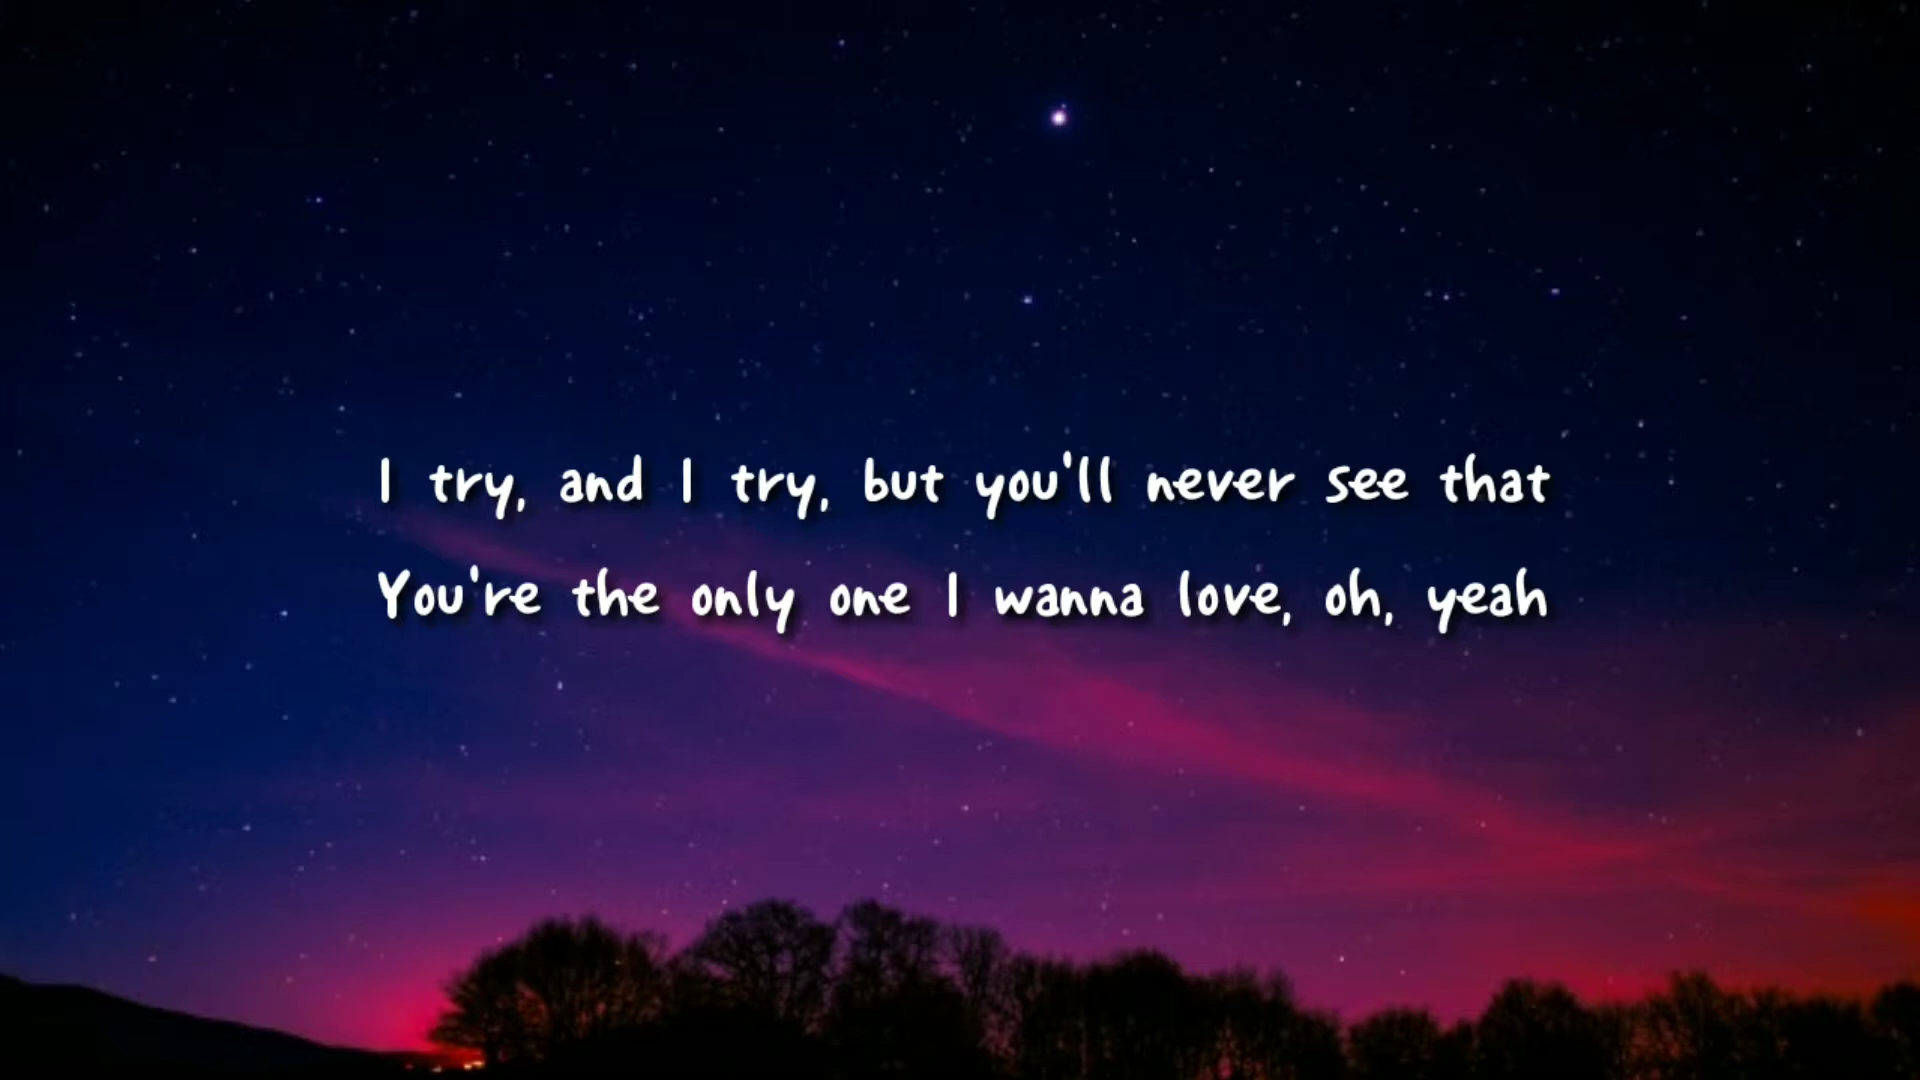 I try, and I try, but you'll never see that
You're the only one I wanna love, oh, yeah